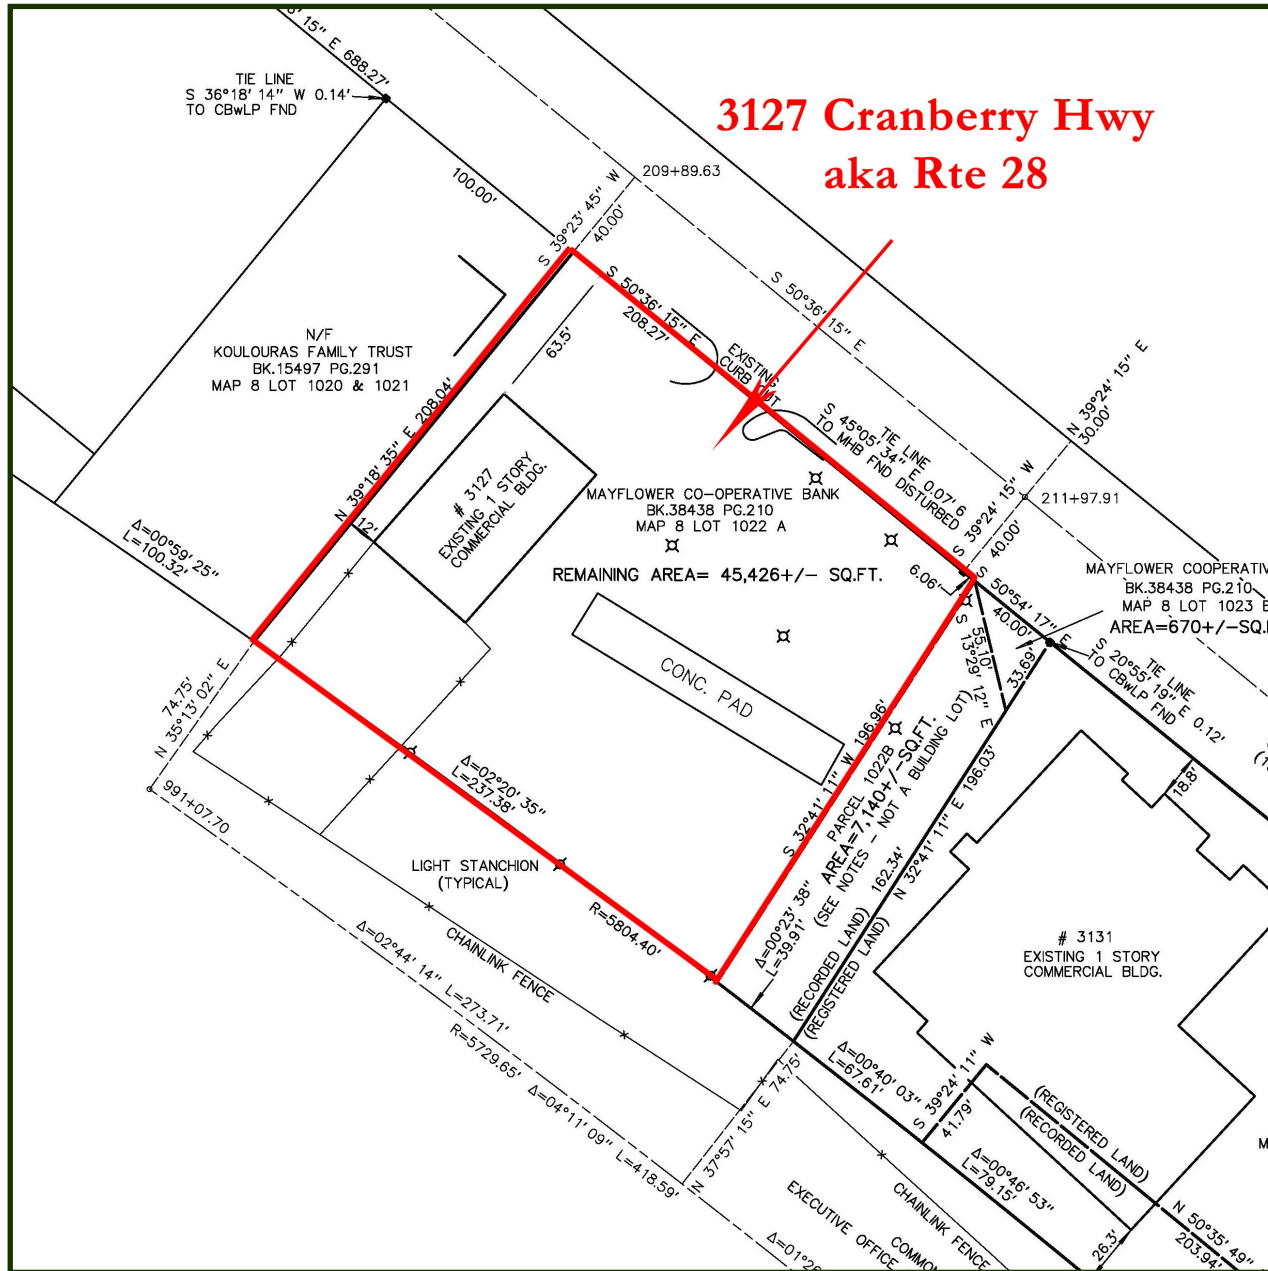 3127 Cranberry Hwy
aka Rte 28
15" E 688.27'
TIE LINE
S 36°18' 14" W 0.14'
TO CBwLP FND
100.00'
S 39°23' 45" W
40.00'
209+89.63
S 50°36' 15" E
208.27'
S 50°36' 15" E
N/F
KOULOURAS FAMILY TRUST
BK.15497 PG.291
MAP 8 LOT 1020 & 1021
63.5'
EXISTING
CURB CUT
N 39°24' 15" E
30.00'
TIE LINE
S 45°05' 34" E 0.07'
TO MHB FND DISTURBED
N 39°18' 35" E 208.04'
12'
# 3127
EXISTING 1 STORY
COMMERCIAL BLDG.
MAYFLOWER CO-OPERATIVE BANK
BK.38438 PG.210
MAP 8 LOT 1022 A
REMAINING AREA= 45,426+/- SQ.FT.
S 39°24' 15" W
40.00'
211+97.91
6.06'
Δ=00°59' 25"
L=100.32'
S 50°54' 17" E
40.00'
MAYFLOWER COOPERATIV
BK.38438 PG.210
MAP 8 LOT 1023 B
AREA=670+/-SQ.F
55.10'
S 13°29' 12" E
33.69'
TIE LINE
S 20°55' 19" E 0.12'
TO CBwLP FND
CONC. PAD
74.75'
N 35°13' 02" E
S 32°41' 11" W 196.96'
PARCEL 1022B
AREA=7,140+/-SQ.FT.
(SEE NOTES - NOT A BUILDING LOT)
N 32°41' 11" E 196.03'
18.8'
991+07.70
Δ=02°20' 35"
L=237.38'
LIGHT STANCHION
(TYPICAL)
R=5804.40'
Δ=00°23' 38"
L=39.91'
(RECORDED LAND) 162.34'
(REGISTERED LAND)
# 3131
EXISTING 1 STORY
COMMERCIAL BLDG.
CHAINLINK FENCE
Δ=02°44' 14" L=273.71'
R=5729.65' Δ=04°11' 09" L=418.59'
Δ=00°40' 03"
L=67.61'
S 39°24' 11" W
41.79'
N 37°57' 15" E 74.75'
(REGISTERED LAND)
(RECORDED LAND)
Δ=00°46' 53"
L=79.15'
CHAINLINK FENCE
EXECUTIVE OFFICE
COMMON
N 50°35' 49"
203.94'
26.3'
Δ=01°26
M